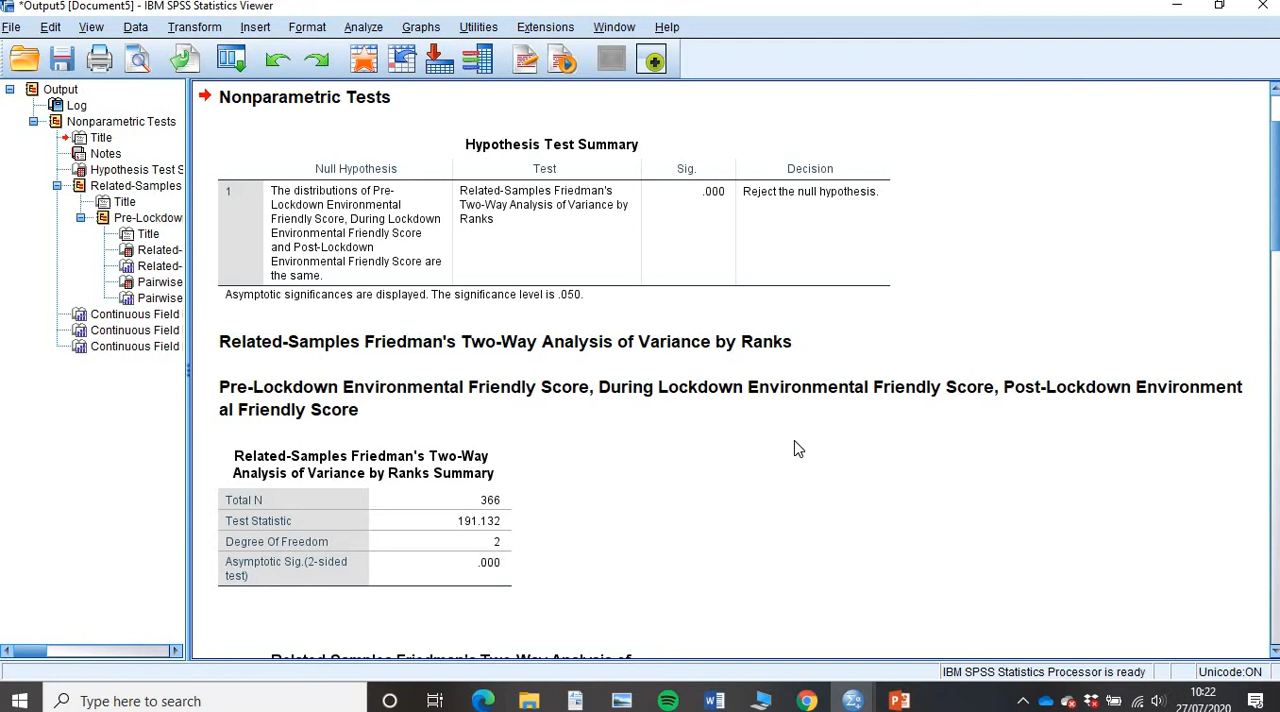 *Output5 [Document5] - IBM SPSS Statistics Viewer
File Edit View Data Transform Insert Format Analyze Graphs Utilities Extensions Window Help
Output
Log
Nonparametric Tests
Title
Notes
Hypothesis Test S
Related-Samples
Title
Pre-Lockdow
Title
Related-
Related-
Pairwise
Pairwise
Continuous Field
Continuous Field
Continuous Field
Nonparametric Tests
Hypothesis Test Summary
Null Hypothesis Test Sig. Decision
1 The distributions of Pre- Related-Samples Friedman's .000 Reject the null hypothesis.
Lockdown Environmental Two-Way Analysis of Variance by
Friendly Score, During Lockdown Ranks
Environmental Friendly Score
and Post-Lockdown
Environmental Friendly Score are
the same.
Asymptotic significances are displayed. The significance level is .050.
Related-Samples Friedman's Two-Way Analysis of Variance by Ranks
Pre-Lockdown Environmental Friendly Score, During Lockdown Environmental Friendly Score, Post-Lockdown Environment
al Friendly Score
Related-Samples Friedman's Two-Way
Analysis of Variance by Ranks Summary
Total N 366
Test Statistic 191.132
Degree Of Freedom 2
Asymptotic Sig.(2-sided .000
test)
Related-Samples Friedman's Two-Way Analysis of
IBM SPSS Statistics Processor is ready Unicode:ON
Type here to search
10:22
27/07/2020